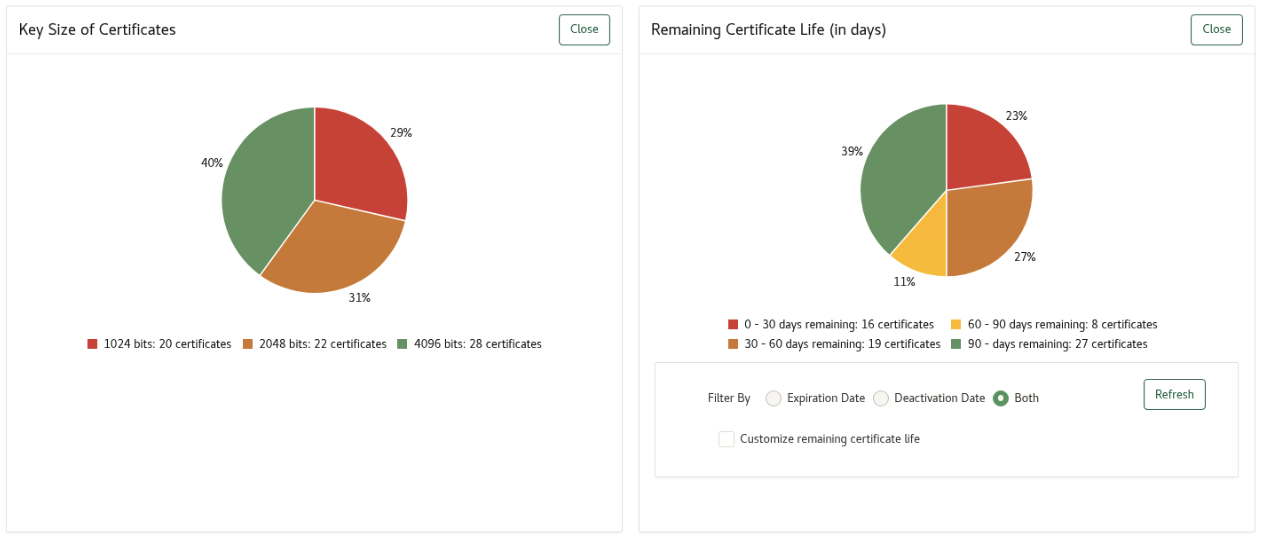 Key Size of Certificates
Close
29%
40%
31%
1024 bits: 20 certificates 2048 bits: 22 certificates 4096 bits: 28 certificates
Remaining Certificate Life (in days)
Close
23%
39%
27%
11%
0 - 30 days remaining: 16 certificates 60 - 90 days remaining: 8 certificates
30 - 60 days remaining: 19 certificates 90 - days remaining: 27 certificates
Filter By Expiration Date Deactivation Date Both
Refresh
Customize remaining certificate life